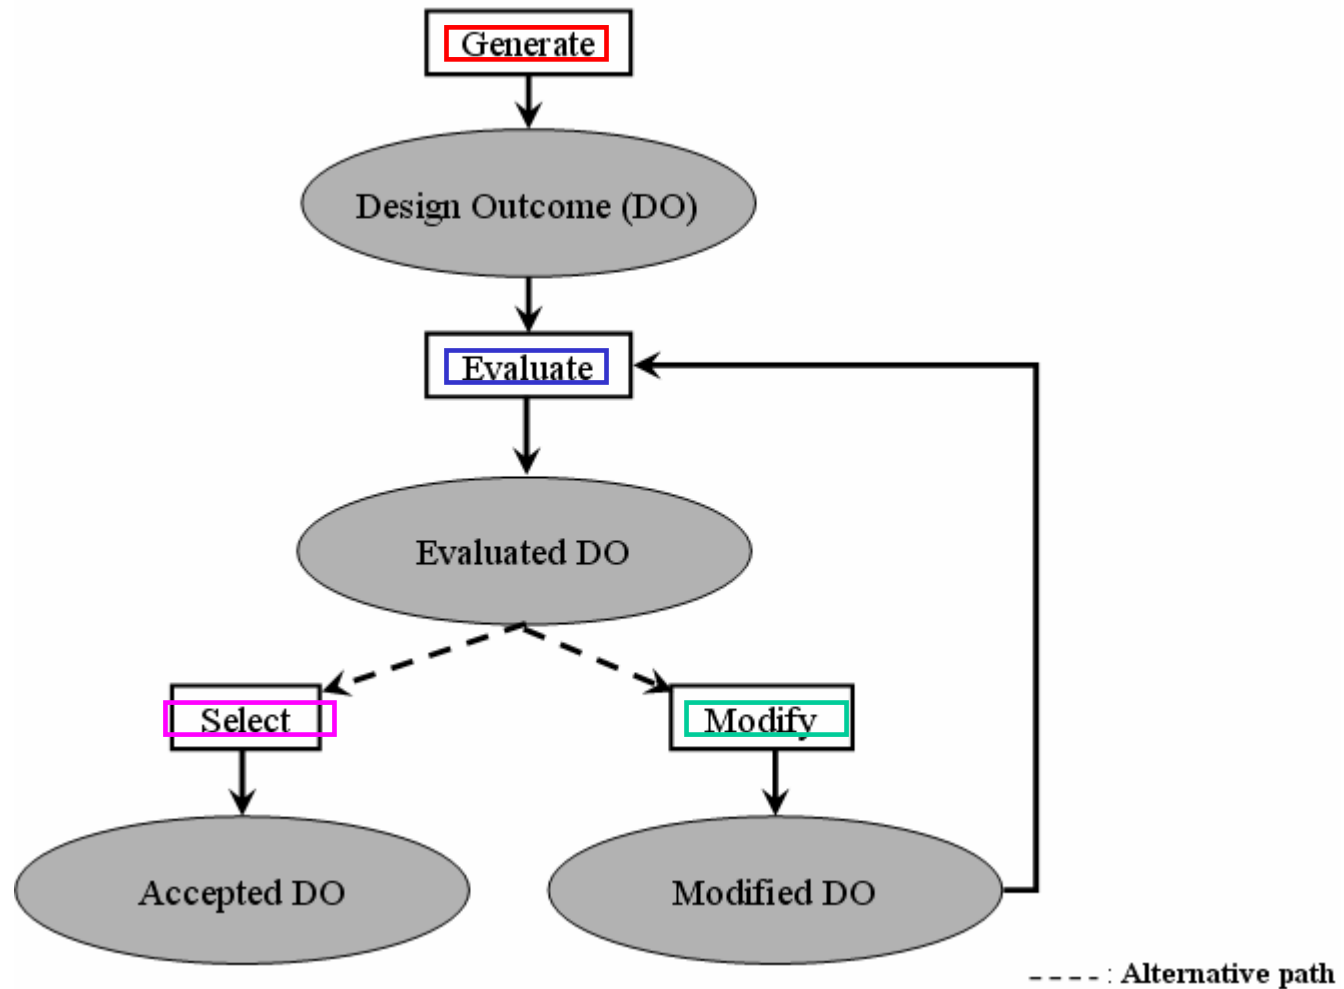 Generate
Design Outcome (DO)
Evaluate
Evaluated DO
Select
Modify
Accepted DO
Modified DO
---- : Alternative path